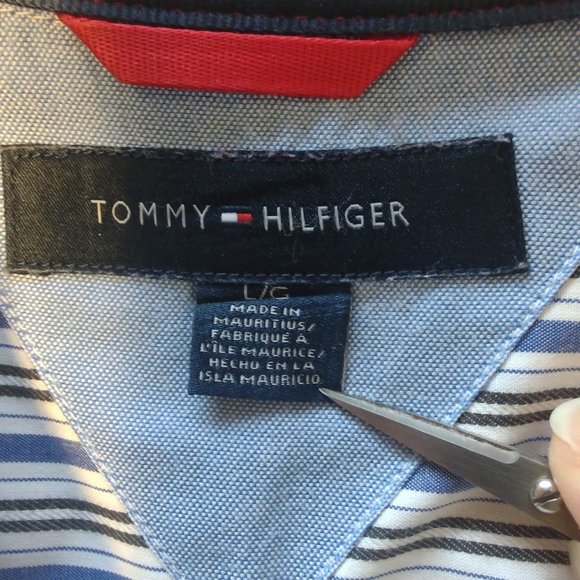 TOMMY HILFIGER
L/G
MADE IN
MAURITIUS/
FABRIQUÉ À
L'ÎLE MAURICE/
HECHO EN LA
ISLA MAURICIO